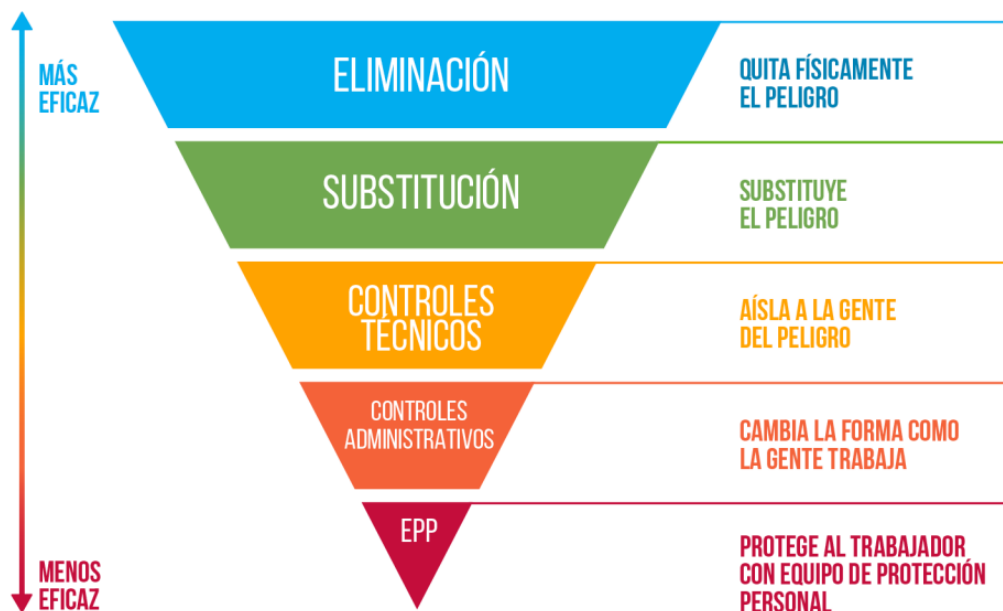 MÁS
EFICAZ
ELIMINACIÓN
QUITA FÍSICAMENTE
EL PELIGRO
SUBSTITUCIÓN
SUBSTITUYE
EL PELIGRO
CONTROLES
TÉCNICOS
AÍSLA A LA GENTE
DEL PELIGRO
CONTROLES
ADMINISTRATIVOS
CAMBIA LA FORMA COMO
LA GENTE TRABAJA
EPP
PROTEGE AL TRABAJADOR
CON EQUIPO DE PROTECCIÓN
PERSONAL
MENOS
EFICAZ